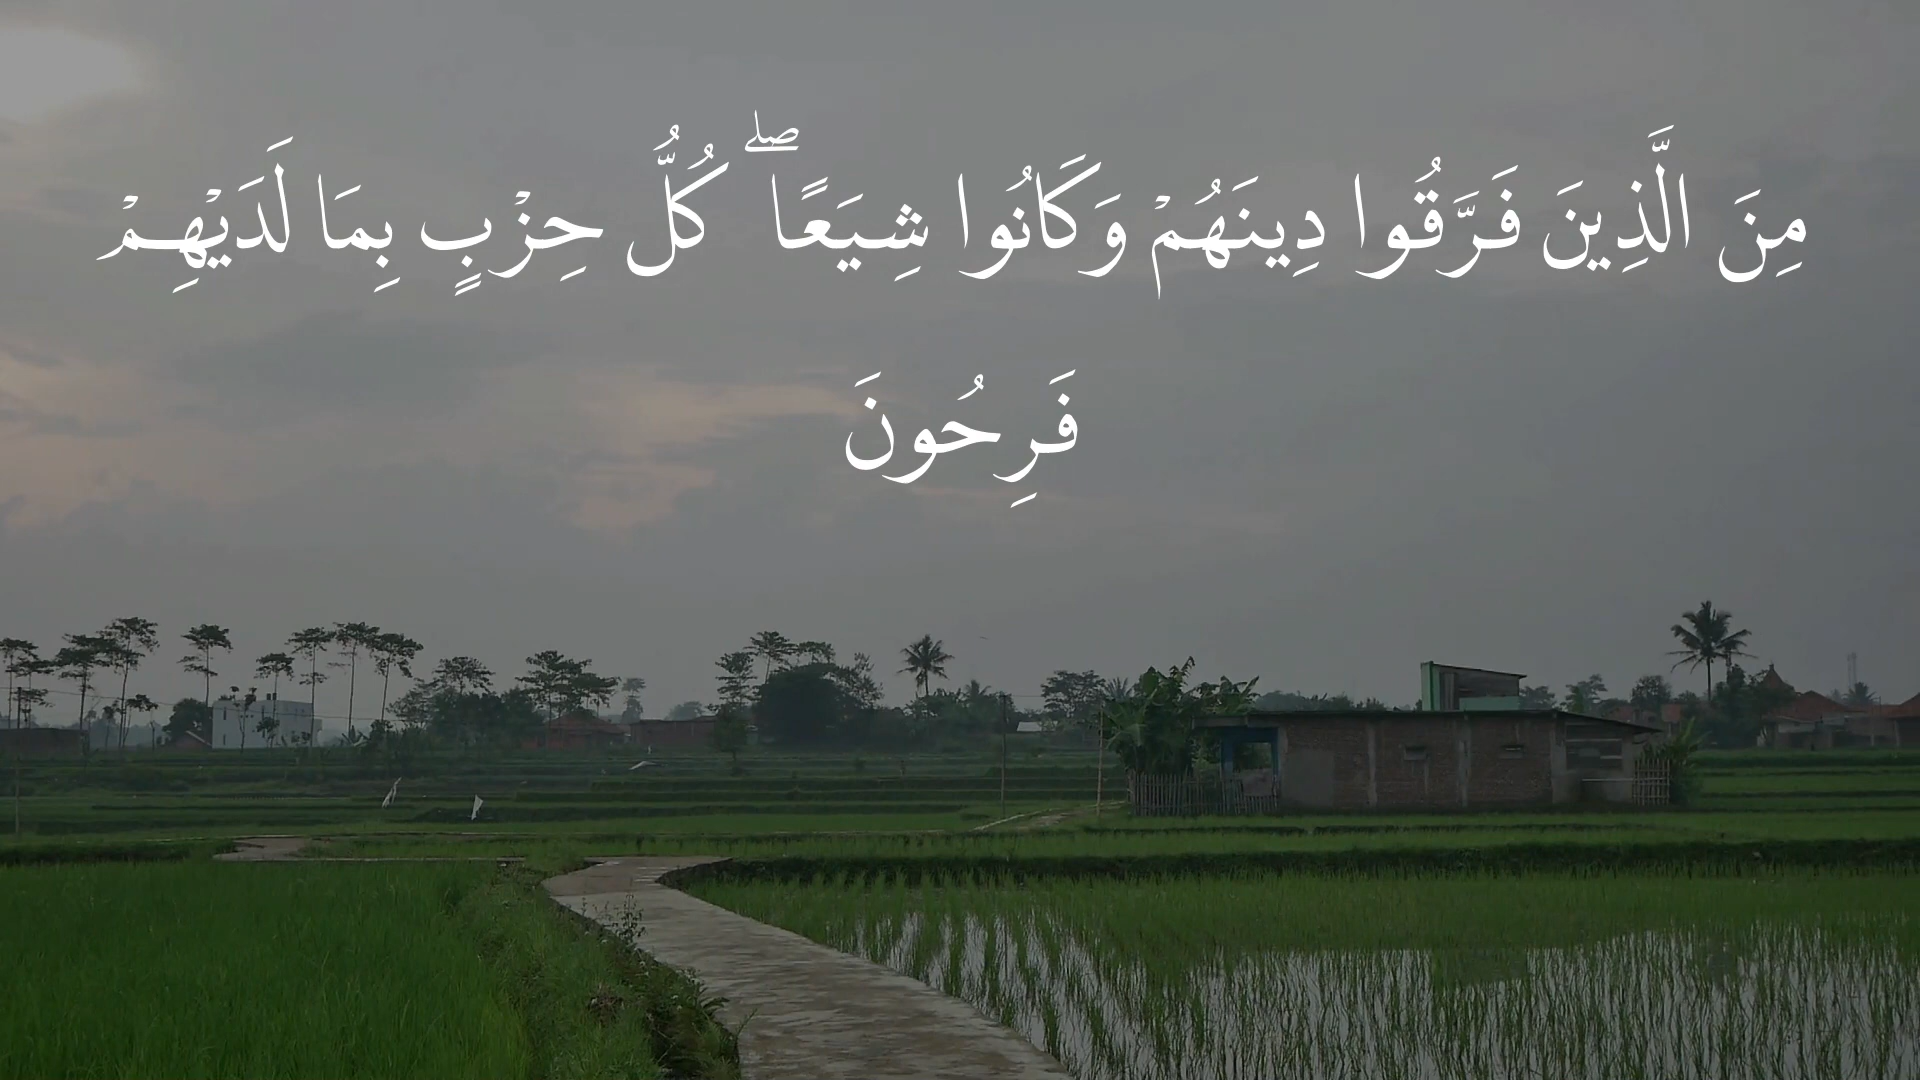 مِنَ الَّذِينَ فَرَّقُوا دِينَهُمْ وَكَانُوا شِيَعًا ۖ كُلُّ حِزْبٍ بِمَا لَدَيْهِمْ
فَرِحُونَ